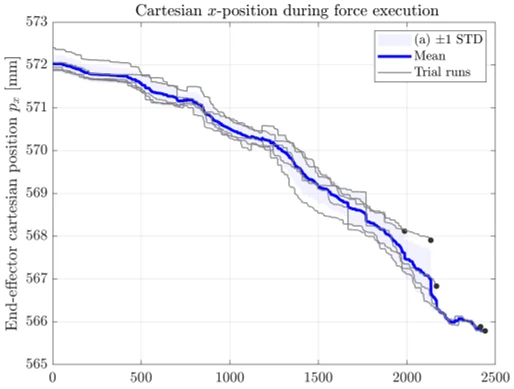 Cartesian x-position during force execution
573
572
571
570
569
568
567
566
565
End-effector cartesian position pₓ [mm]
(a) ±1 STD
Mean
Trial runs
0 500 1000 1500 2000 2500